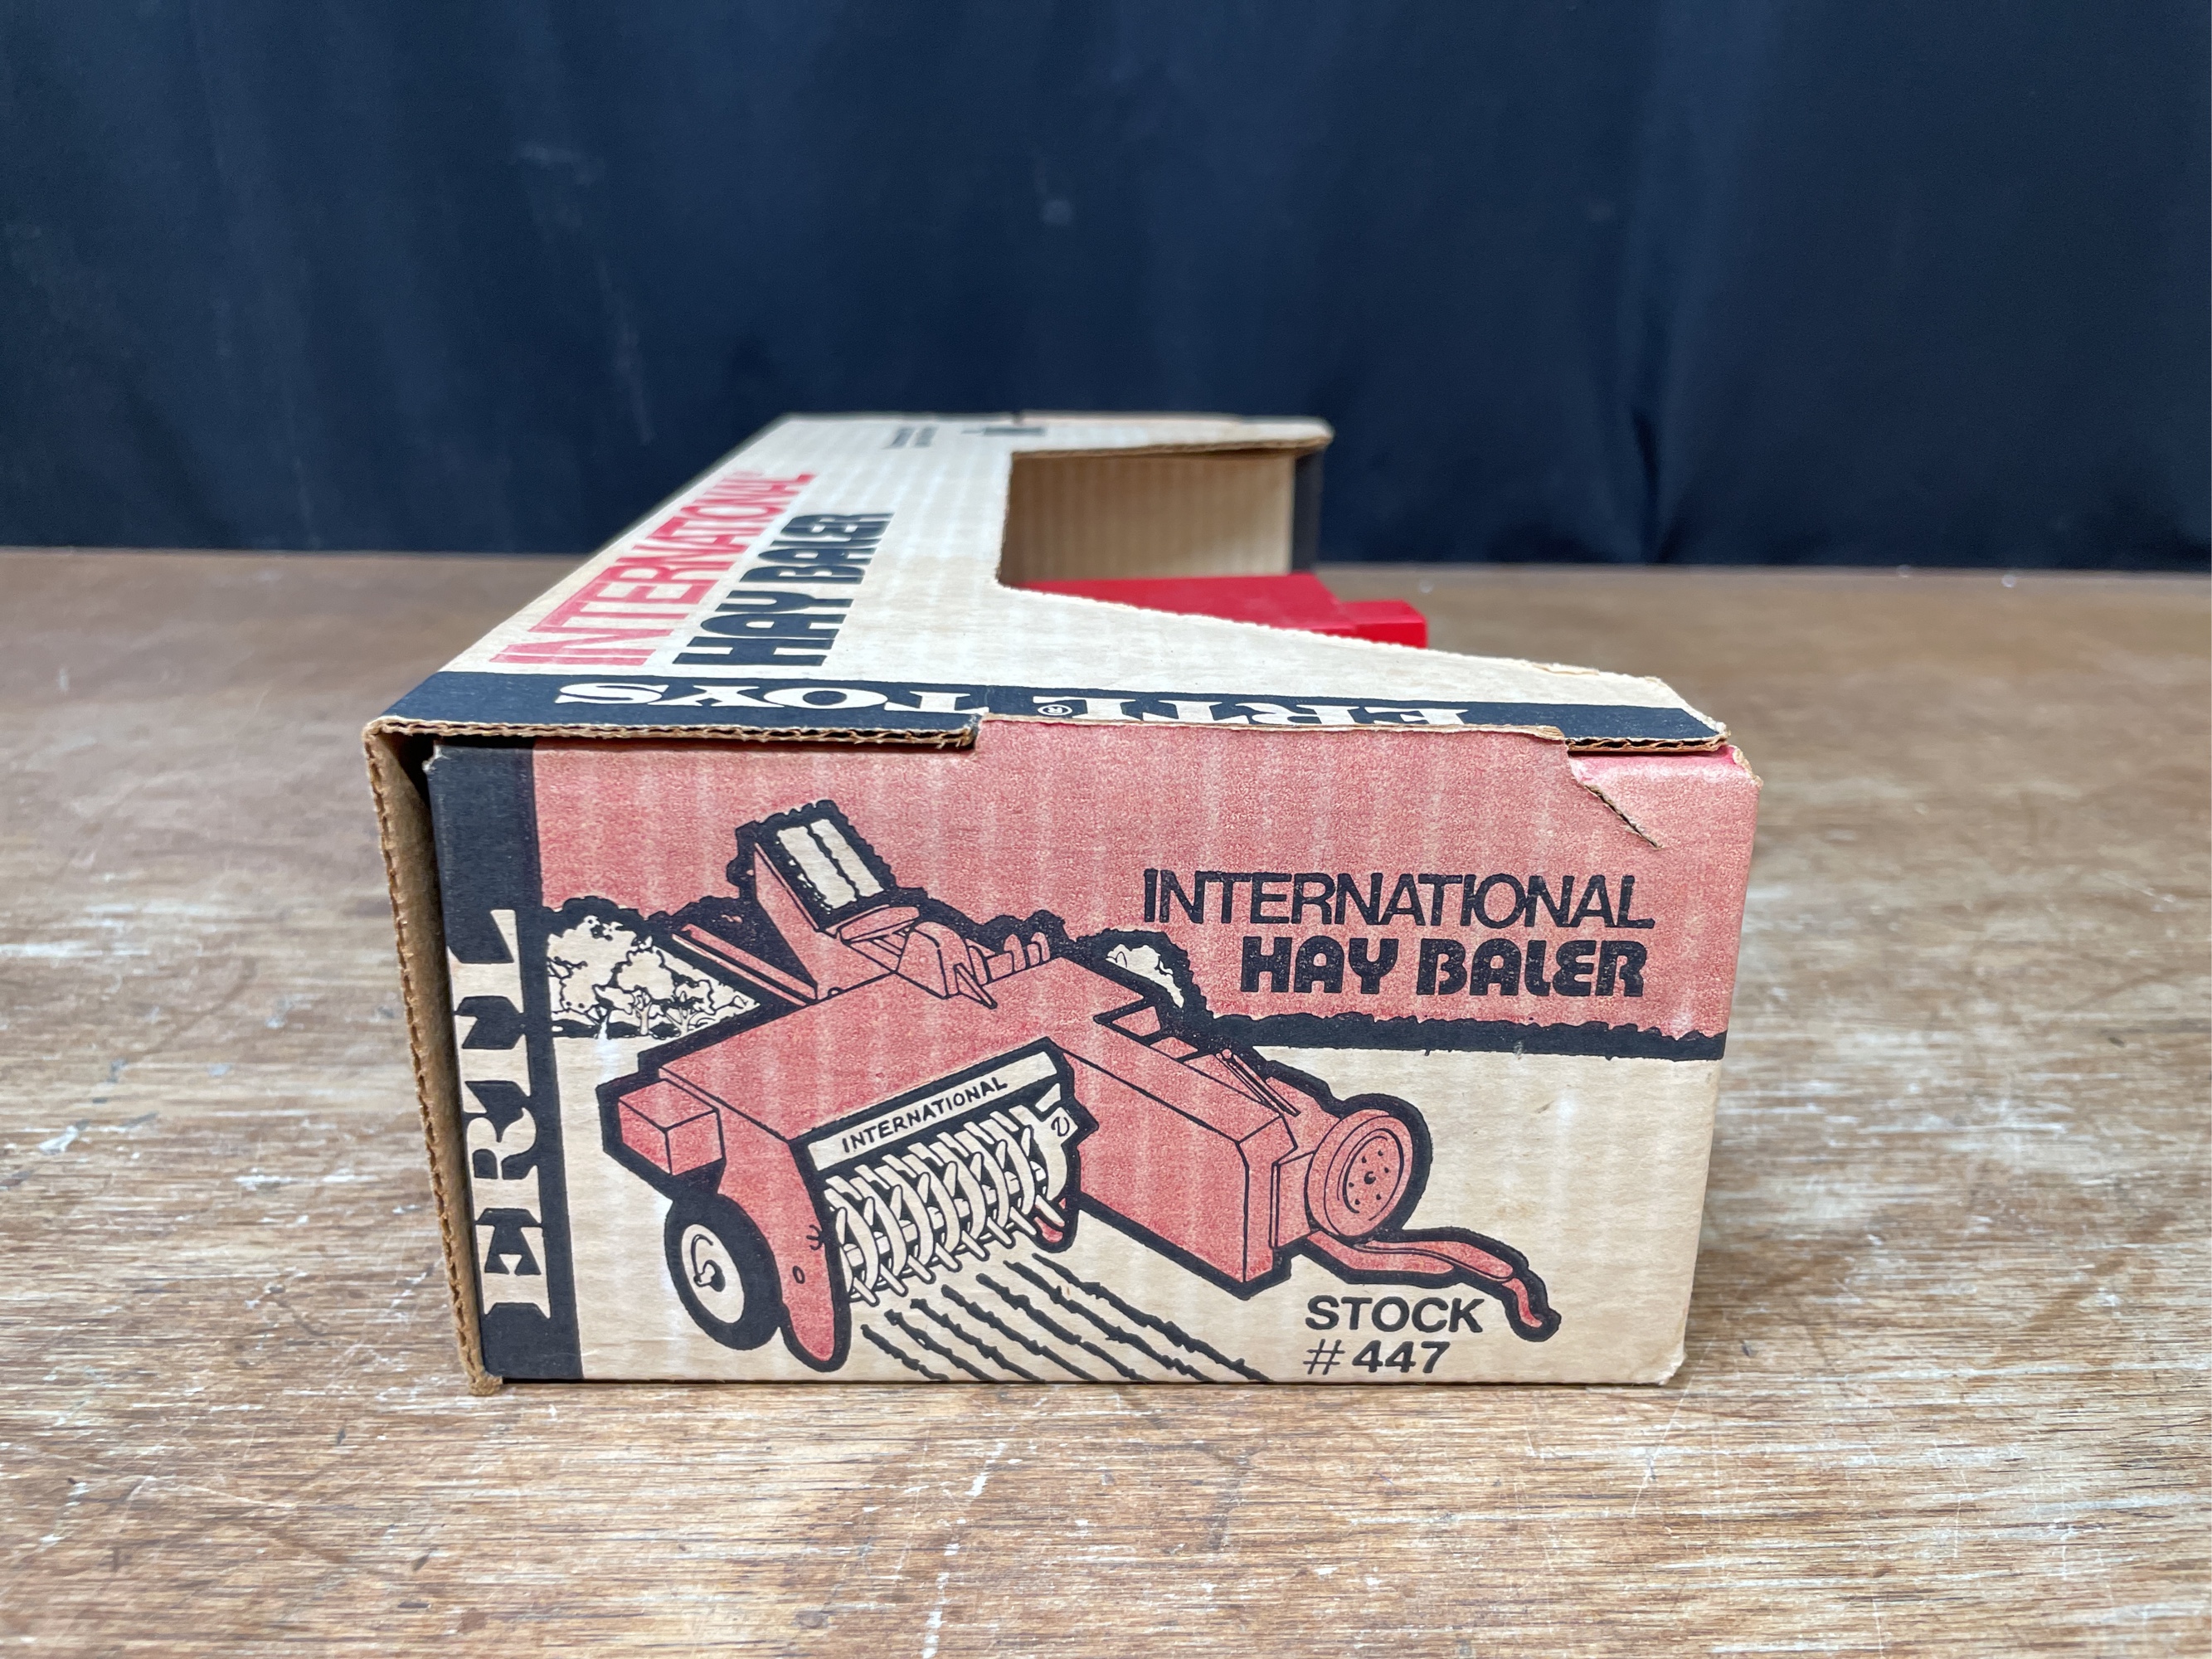 INTERNATIONAL
HAY BALER
ERTL® TOYS
ERTL
INTERNATIONAL
HAY BALER
INTERNATIONAL
STOCK
#447